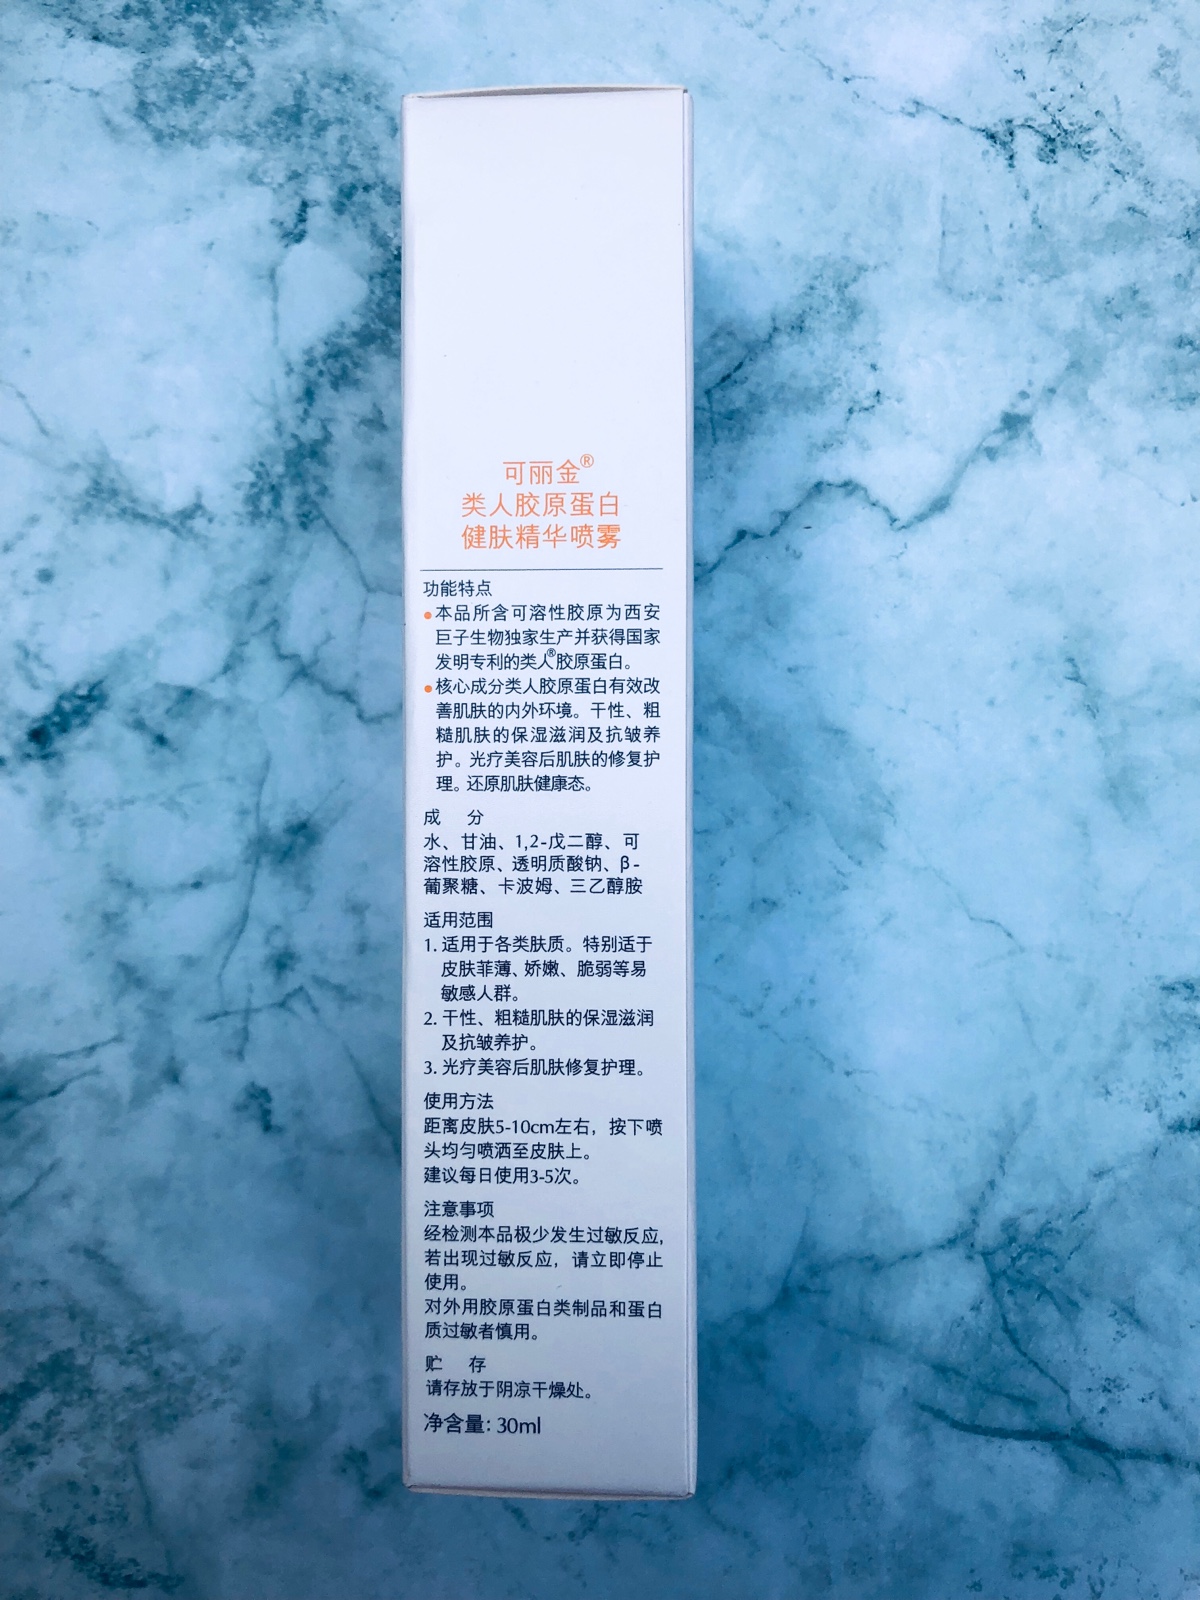 可丽金®
类人胶原蛋白
健肤精华喷雾
功能特点
●本品所含可溶性胶原为西安
巨子生物独家生产并获得国家
发明专利的类人®胶原蛋白。
●核心成分类人胶原蛋白有效改
善肌肤的内外环境。干性、粗
糙肌肤的保湿滋润及抗皱养
护。光疗美容后肌肤的修复护
理。还原肌肤健康态。
成 分
水、甘油、1,2-戊二醇、可
溶性胶原、透明质酸钠、β-
葡聚糖、卡波姆、三乙醇胺
适用范围
1. 适用于各类肤质。特别适于
皮肤菲薄、娇嫩、脆弱等易
敏感人群。
2. 干性、粗糙肌肤的保湿滋润
及抗皱养护。
3. 光疗美容后肌肤修复护理。
使用方法
距离皮肤5-10cm左右，按下喷
头均匀喷洒至皮肤上。
建议每日使用3-5次。
注意事项
经检测本品极少发生过敏反应,
若出现过敏反应，请立即停止
使用。
对外用胶原蛋白类制品和蛋白
质过敏者慎用。
贮 存
请存放于阴凉干燥处。
净含量: 30ml